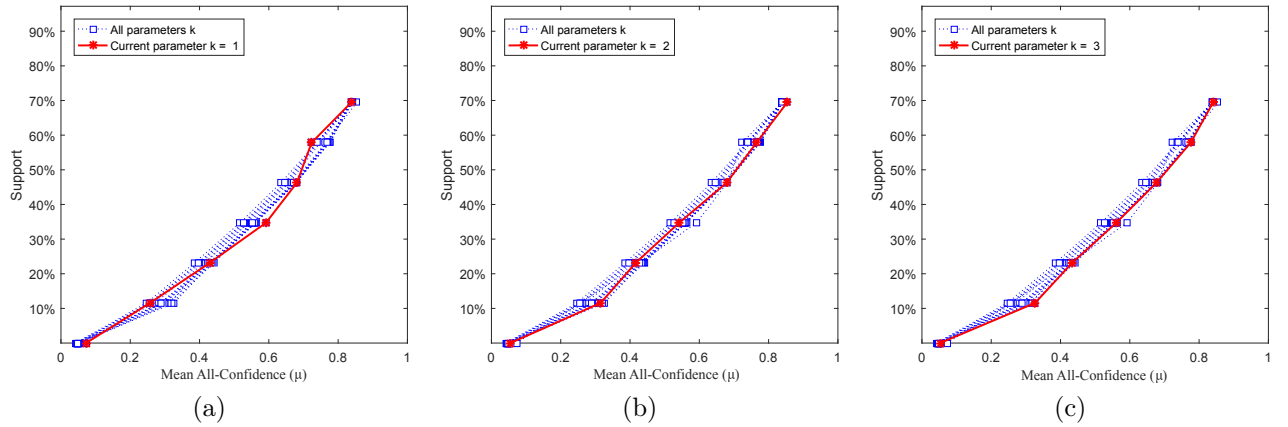 90%
80%
70%
60%
50%
40%
30%
20%
10%
Support
All parameters k
Current parameter k = 1
0 0.2 0.4 0.6 0.8 1
Mean All-Confidence (μ)
(a)
90%
80%
70%
60%
50%
40%
30%
20%
10%
Support
All parameters k
Current parameter k = 2
0 0.2 0.4 0.6 0.8 1
Mean All-Confidence (μ)
(b)
90%
80%
70%
60%
50%
40%
30%
20%
10%
Support
All parameters k
Current parameter k = 3
0 0.2 0.4 0.6 0.8 1
Mean All-Confidence (μ)
(c)